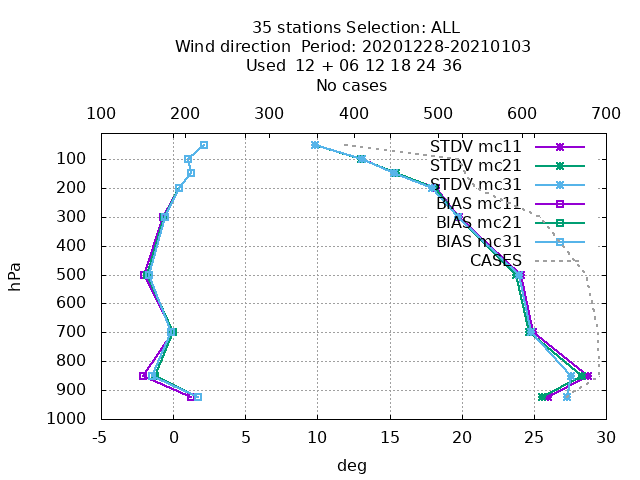 35 stations Selection: ALL
Wind direction  Period: 20201228-20210103
Used  12 + 06 12 18 24 36
No cases
100 200 300 400 500 600 700
STDV mc11
STDV mc21
STDV mc31
BIAS mc11
BIAS mc21
BIAS mc31
CASES
100
200
300
400
500
600
700
800
900
1000
hPa
-5 0 5 10 15 20 25 30
deg